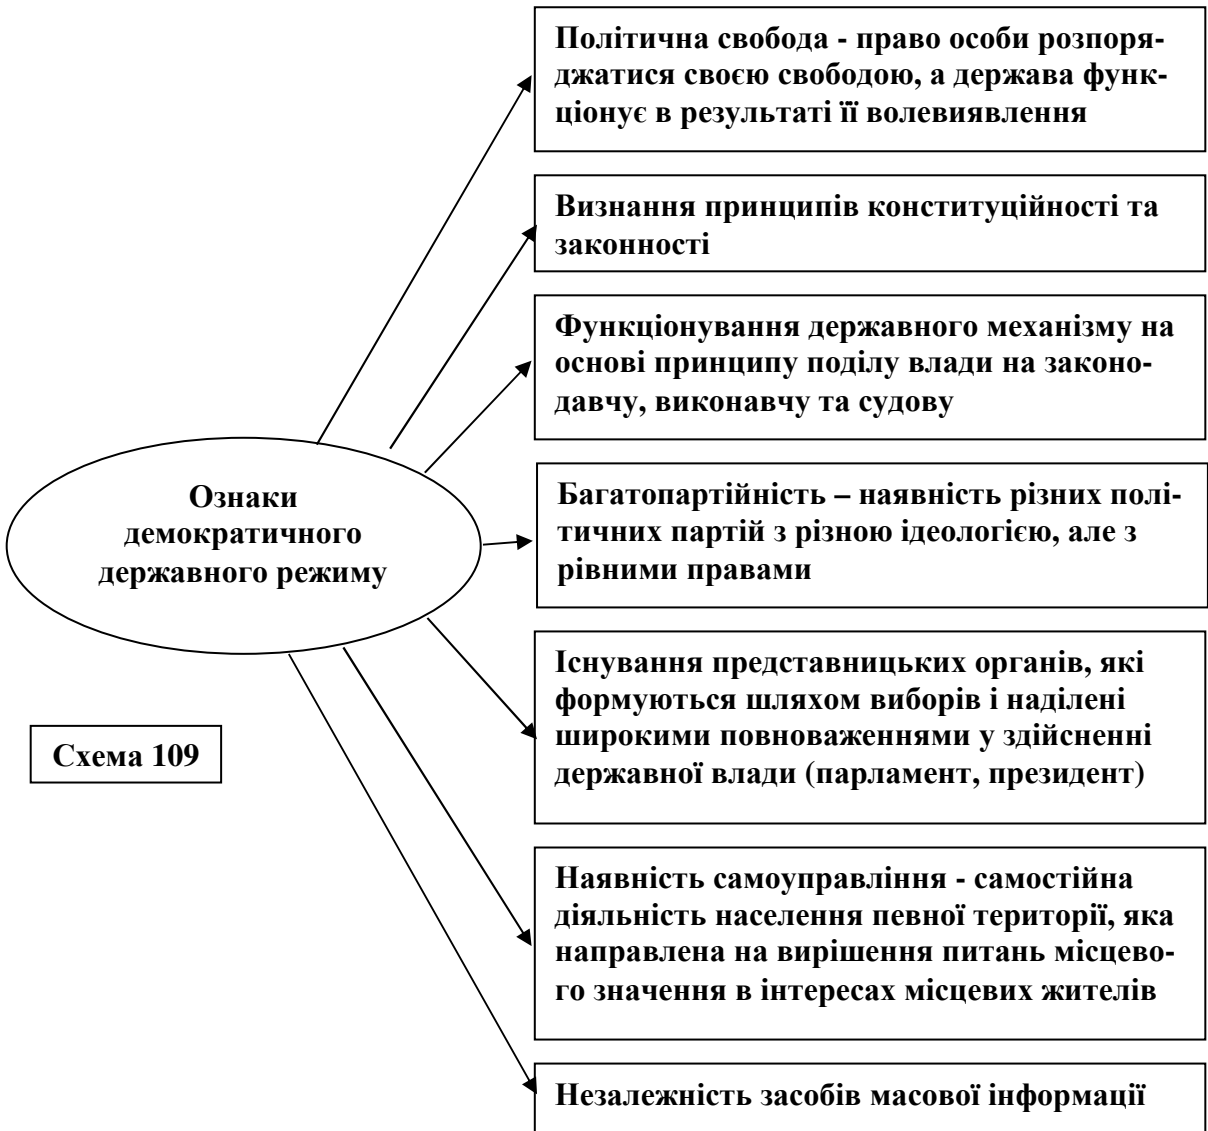 Політична свобода - право особи розпоря-
джатися своєю свободою, а держава функ-
ціонує в результаті її волевиявлення
Визнання принципів конституційності та
законності
Функціонування державного механізму на
основі принципу поділу влади на законо-
давчу, виконавчу та судову
Ознаки
демократичного
державного режиму
Багатопартійність – наявність різних полі-
тичних партій з різною ідеологією, але з
рівними правами
Існування представницьких органів, які
формуються шляхом виборів і наділені
широкими повноваженнями у здійсненні
державної влади (парламент, президент)
Схема 109
Наявність самоуправління - самостійна
діяльність населення певної території, яка
направлена на вирішення питань місцево-
го значення в інтересах місцевих жителів
Незалежність засобів масової інформації